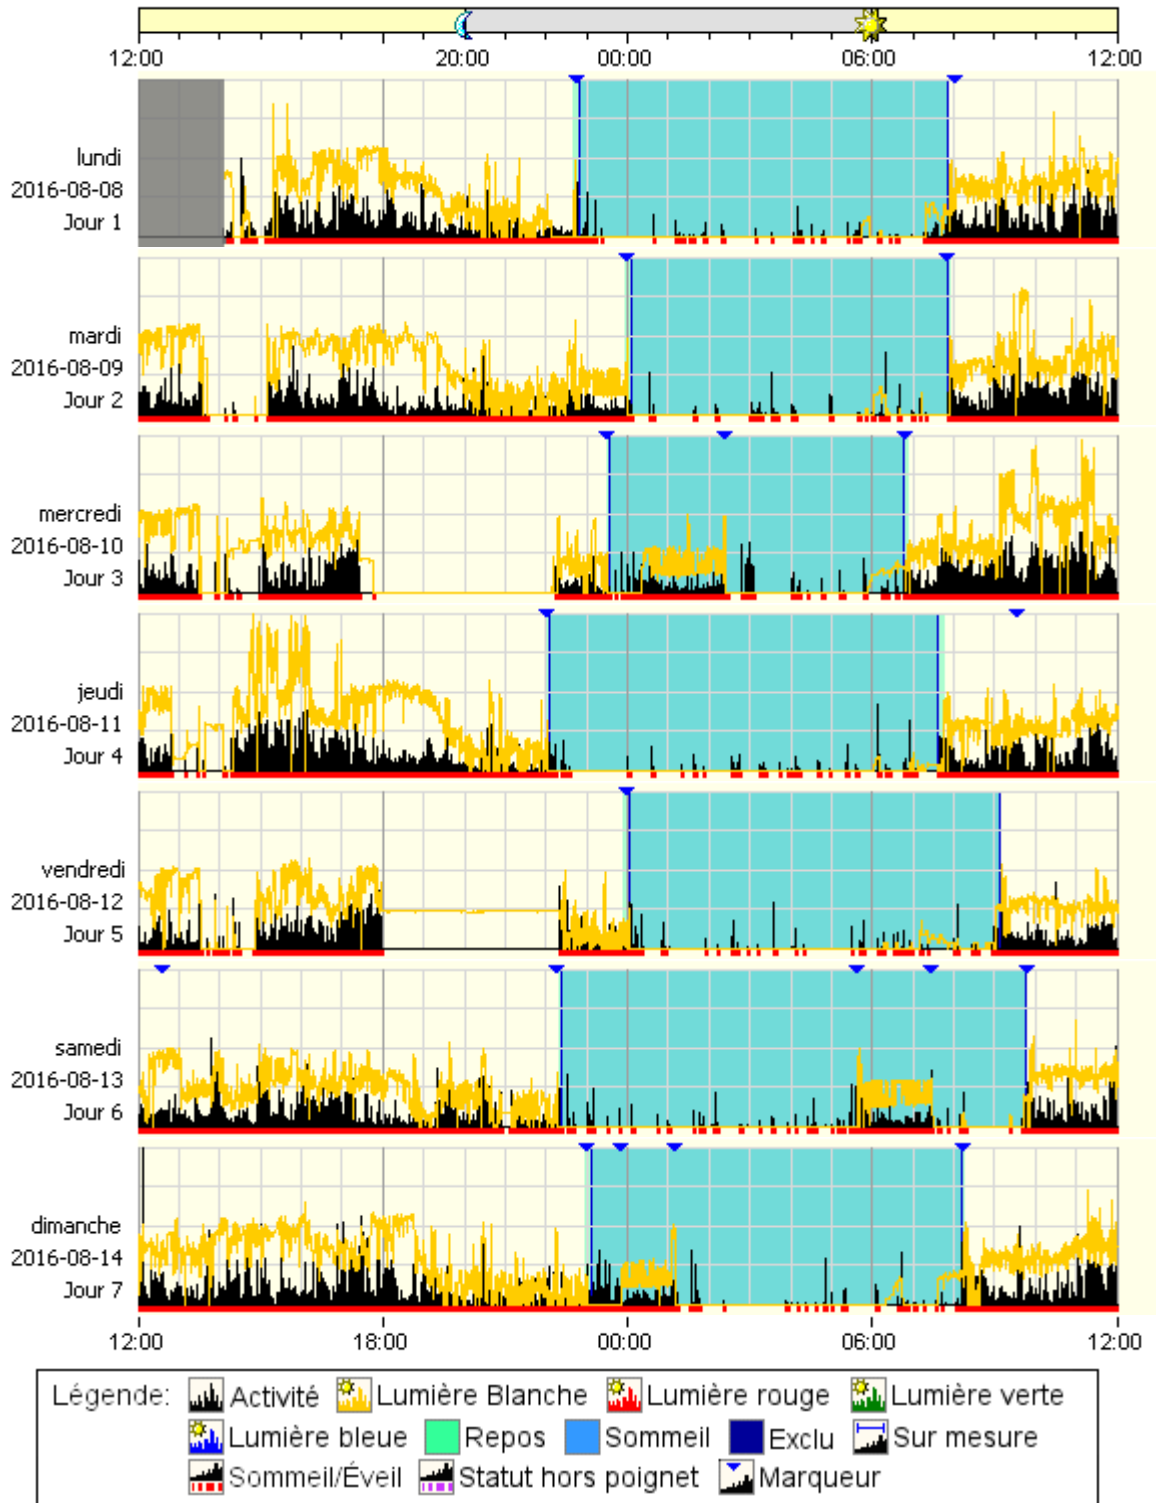 12:00 20:00 00:00 06:00 12:00
lundi
2016-08-08
Jour 1
mardi
2016-08-09
Jour 2
mercredi
2016-08-10
Jour 3
jeudi
2016-08-11
Jour 4
vendredi
2016-08-12
Jour 5
samedi
2016-08-13
Jour 6
dimanche
2016-08-14
Jour 7
12:00 18:00 00:00 06:00 12:00
Légende: Activité Lumière Blanche Lumière rouge Lumière verte
Lumière bleue Repos Sommeil Exclu Sur mesure
Sommeil/Éveil Statut hors poignet Marqueur